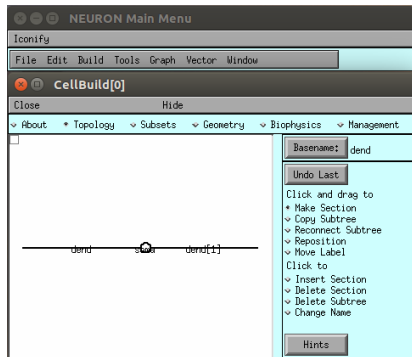 NEURON Main Menu
Iconify
File Edit Build Tools Graph Vector Window
CellBuild[0]
Close Hide
About Topology Subsets Geometry Biophysics Management
Basename: dend
Undo Last
Click and drag to
Make Section
Copy Subtree
Reconnect Subtree
Reposition
Move Label
Click to
Insert Section
Delete Section
Delete Subtree
Change Name
Hints
dend soma dend[1]